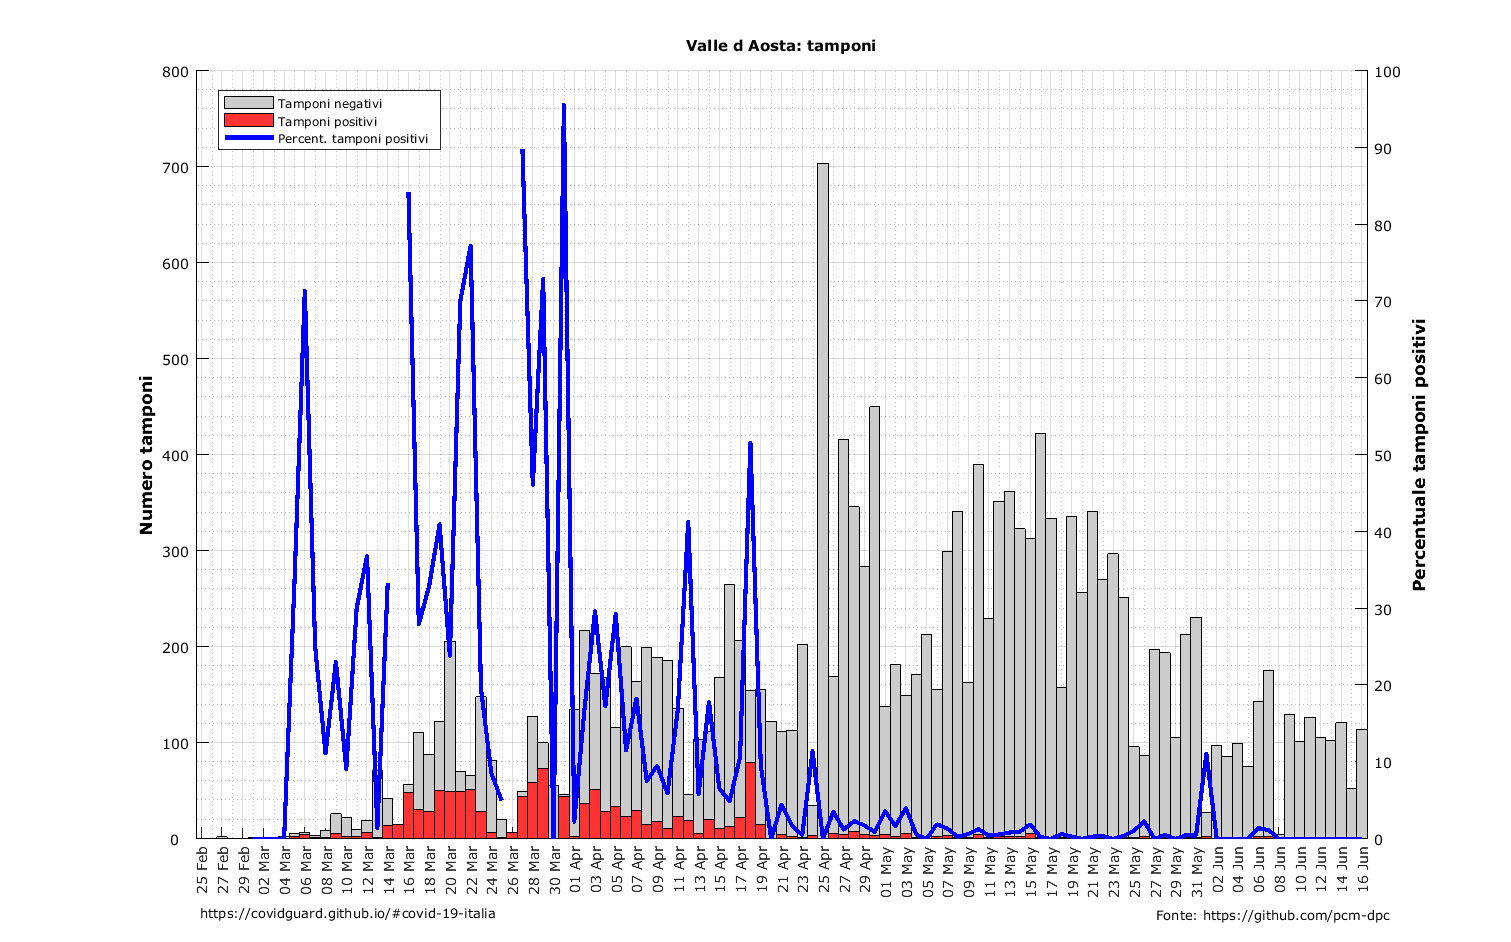 Valle d Aosta: tamponi
Tamponi negativi
Tamponi positivi
Percent. tamponi positivi
Numero tamponi
800
700
600
500
400
300
200
100
0
100
90
80
70
60
50
40
30
20
10
0
Percentuale tamponi positivi
25 Feb
27 Feb
29 Feb
02 Mar
04 Mar
06 Mar
08 Mar
10 Mar
12 Mar
14 Mar
16 Mar
18 Mar
20 Mar
22 Mar
24 Mar
26 Mar
28 Mar
30 Mar
01 Apr
03 Apr
05 Apr
07 Apr
09 Apr
11 Apr
13 Apr
15 Apr
17 Apr
19 Apr
21 Apr
23 Apr
25 Apr
27 Apr
29 Apr
01 May
03 May
05 May
07 May
09 May
11 May
13 May
15 May
17 May
19 May
21 May
23 May
25 May
27 May
29 May
31 May
02 Jun
04 Jun
06 Jun
08 Jun
10 Jun
12 Jun
14 Jun
16 Jun
https://covidguard.github.io/#covid-19-italia
Fonte: https://github.com/pcm-dpc